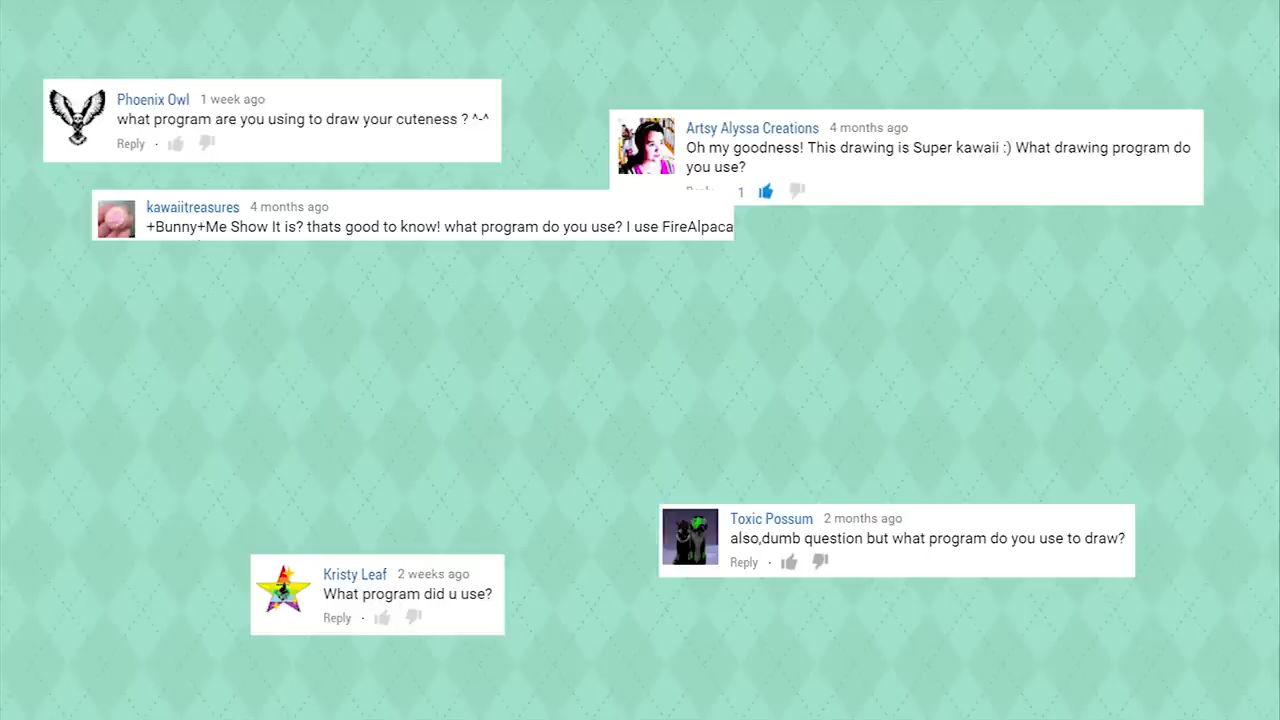 Phoenix Owl 1 week ago
what program are you using to draw your cuteness ? ^-^
Reply ·
Artsy Alyssa Creations 4 months ago
Oh my goodness! This drawing is Super kawaii :) What drawing program do
you use?
1
kawaiitreasures 4 months ago
+Bunny+Me Show It is? thats good to know! what program do you use? I use FireAlpaca
Toxic Possum 2 months ago
also,dumb question but what program do you use to draw?
Reply ·
Kristy Leaf 2 weeks ago
What program did u use?
Reply ·